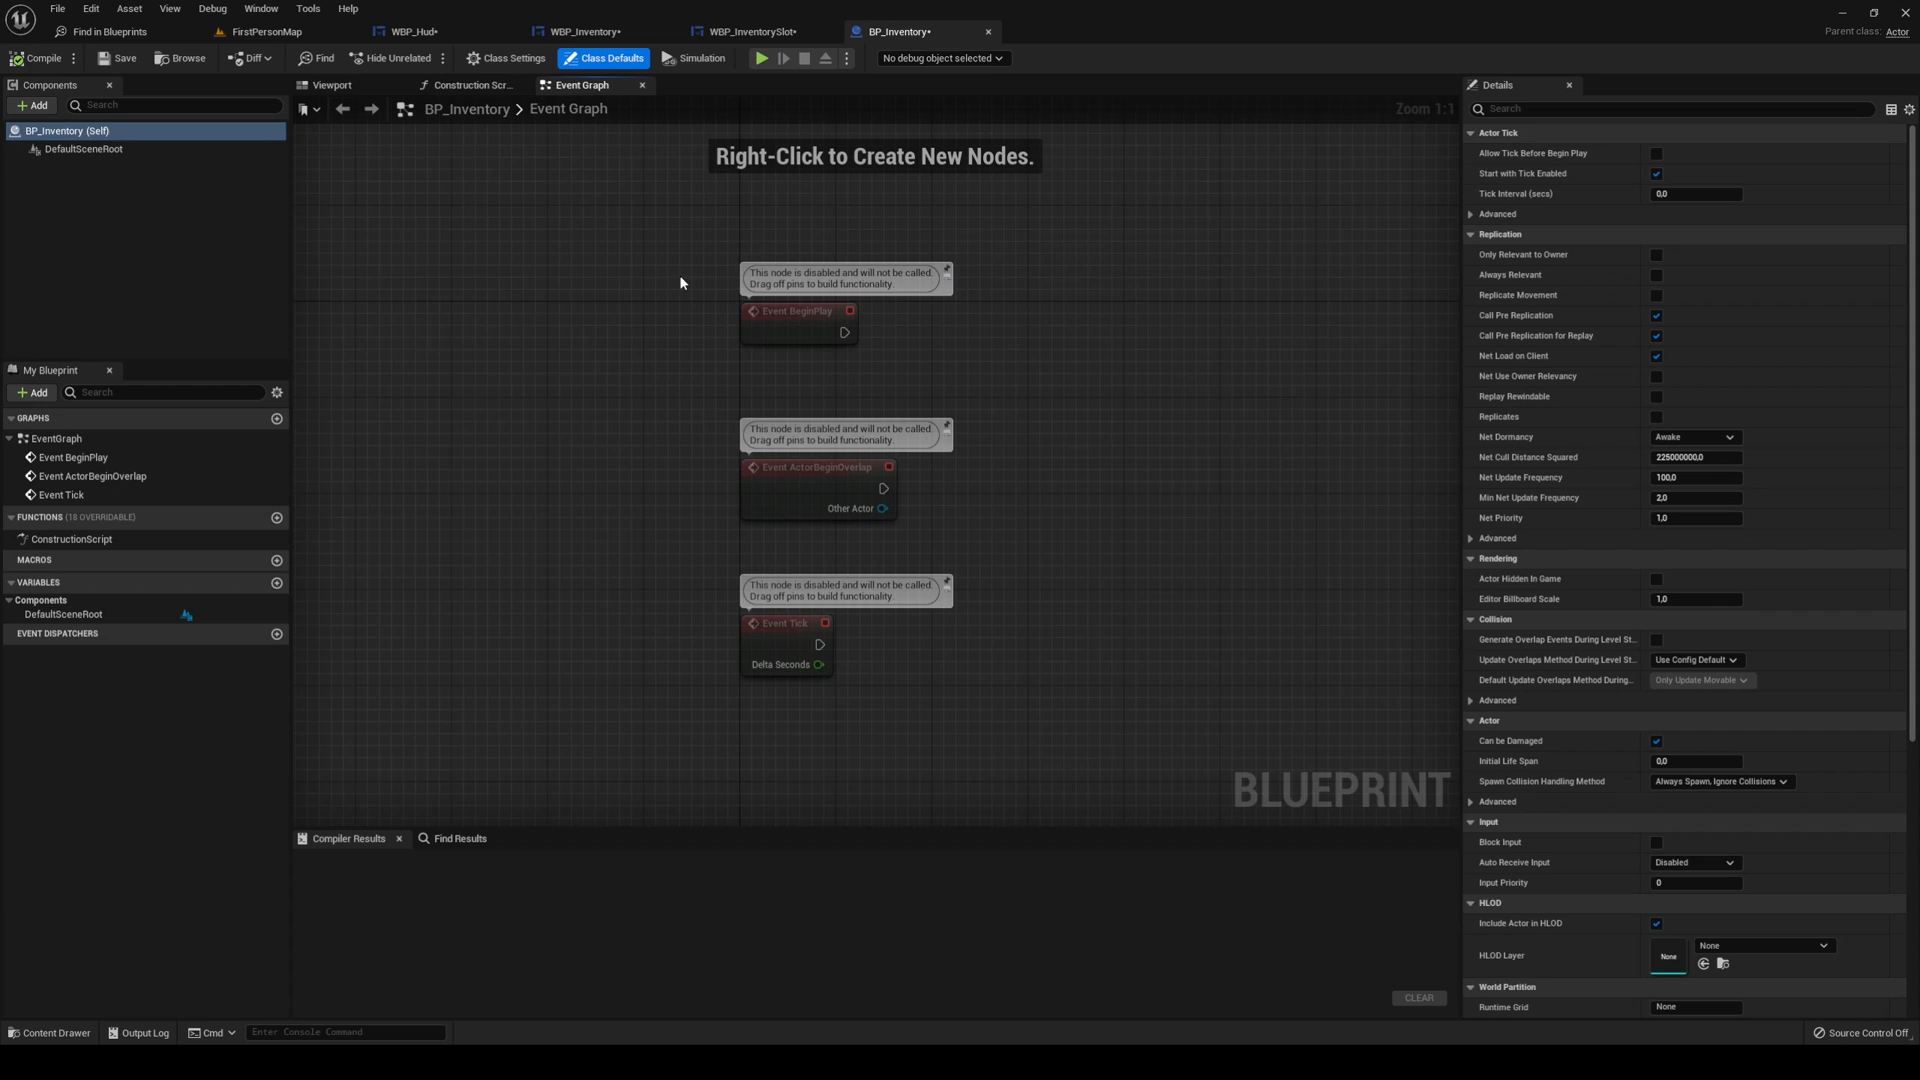 File Edit Asset View Debug Window Tools Help
Find in Blueprints FirstPersonMap WBP_Hud* WBP_Inventory* WBP_InventorySlot* BP_Inventory*
Parent class: Actor
Compile Save Browse Diff Find Hide Unrelated Class Settings Class Defaults Simulation No debug object selected
Components
Add Search
BP_Inventory (Self)
DefaultSceneRoot
My Blueprint
Add Search
GRAPHS
EventGraph
Event BeginPlay
Event ActorBeginOverlap
Event Tick
FUNCTIONS (18 OVERRIDABLE)
ConstructionScript
MACROS
VARIABLES
Components
DefaultSceneRoot
EVENT DISPATCHERS
Viewport Construction Scr... Event Graph
BP_Inventory > Event Graph
Zoom 1:1
Right-Click to Create New Nodes.
This node is disabled and will not be called.
Drag off pins to build functionality.
Event BeginPlay
This node is disabled and will not be called.
Drag off pins to build functionality.
Event ActorBeginOverlap
Other Actor
This node is disabled and will not be called.
Drag off pins to build functionality.
Event Tick
Delta Seconds
BLUEPRINT
Compiler Results Find Results
CLEAR
Details
Search
Actor Tick
Allow Tick Before Begin Play
Start with Tick Enabled
Tick Interval (secs) 0,0
Advanced
Replication
Only Relevant to Owner
Always Relevant
Replicate Movement
Call Pre Replication
Call Pre Replication for Replay
Net Load on Client
Net Use Owner Relevancy
Replay Rewindable
Replicates
Net Dormancy Awake
Net Cull Distance Squared 225000000,0
Net Update Frequency 100,0
Min Net Update Frequency 2,0
Net Priority 1,0
Advanced
Rendering
Actor Hidden In Game
Editor Billboard Scale 1,0
Collision
Generate Overlap Events During Level St...
Update Overlaps Method During Level St... Use Config Default
Default Update Overlaps Method During... Only Update Movable
Advanced
Actor
Can be Damaged
Initial Life Span 0,0
Spawn Collision Handling Method Always Spawn, Ignore Collisions
Advanced
Input
Block Input
Auto Receive Input Disabled
Input Priority 0
HLOD
Include Actor in HLOD
HLOD Layer None None
World Partition
Runtime Grid None
Content Drawer Output Log Cmd Enter Console Command
Source Control Off